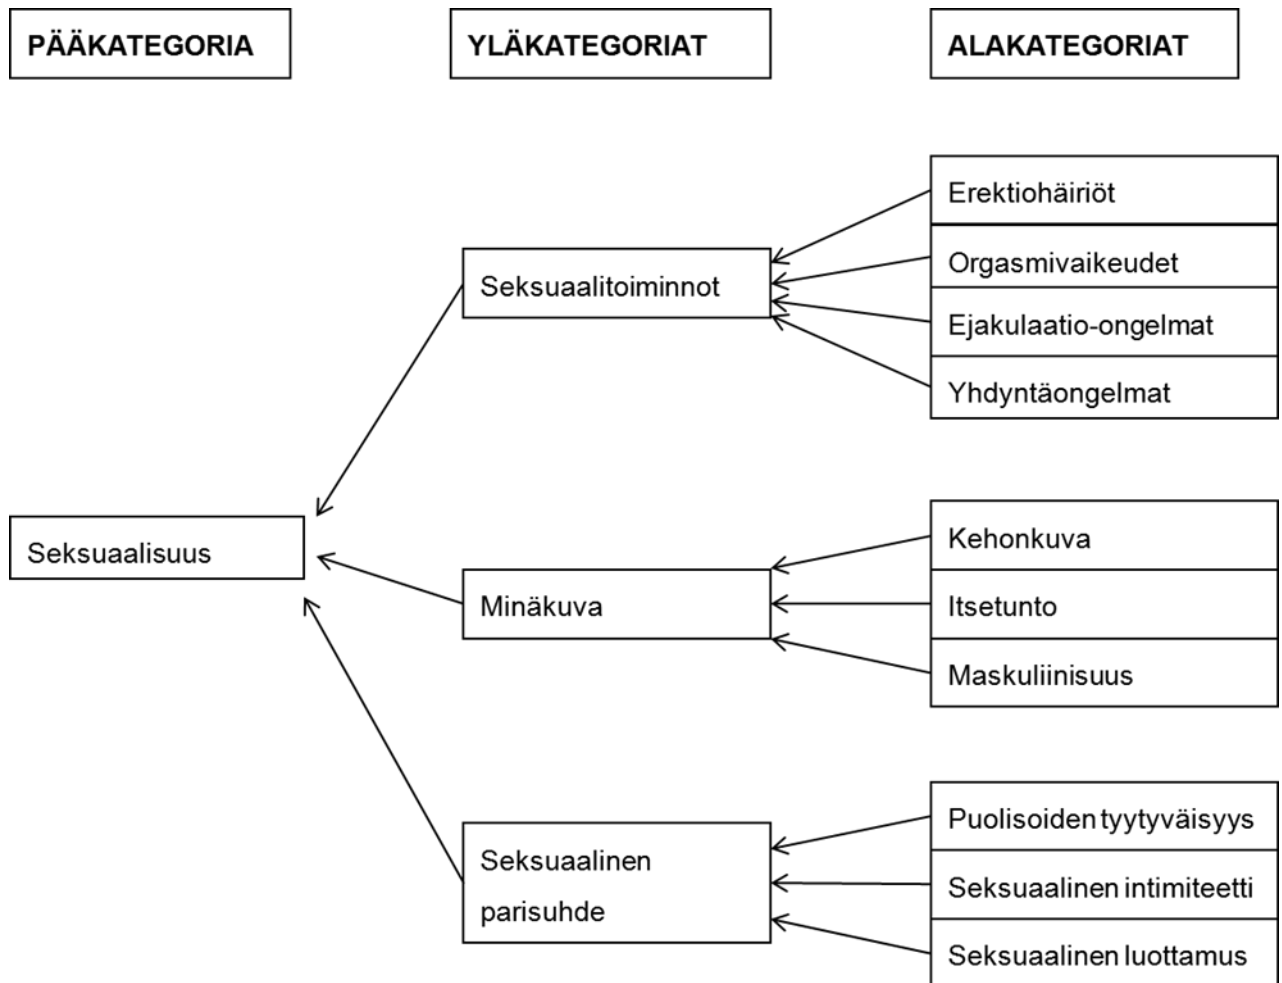 PÄÄKATEGORIA
YLÄKATEGORIAT
ALAKATEGORIAT
Erektiohäiriöt
Orgasmivaikeudet
Ejakulaatio-ongelmat
Yhdyntäongelmat
Seksuaalitoiminnot
Seksuaalisuus
Kehonkuva
Itsetunto
Maskuliinisuus
Minäkuva
Puolisoiden tyytyväisyys
Seksuaalinen intimiteetti
Seksuaalinen luottamus
Seksuaalinen
parisuhde